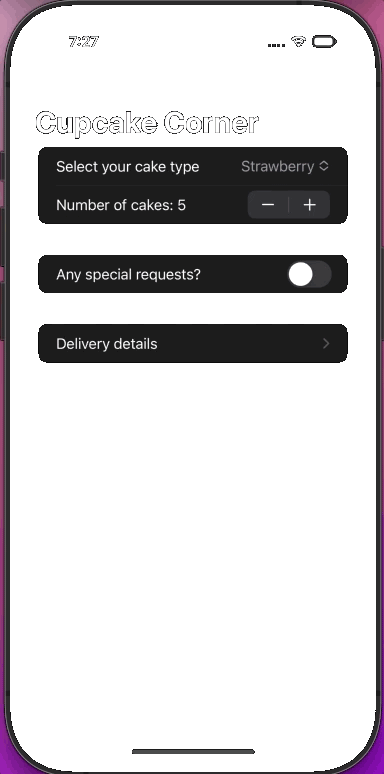 7:27
Cupcake Corner
Select your cake type Strawberry
Number of cakes: 5
Any special requests?
Delivery details